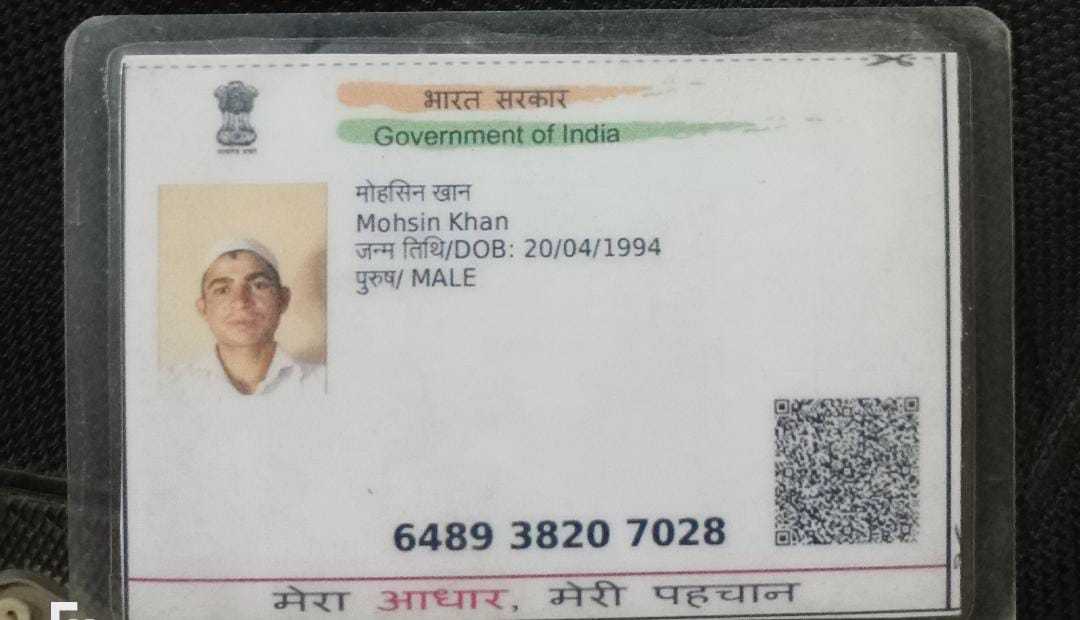 भारत सरकार
Government of India
मोहसिन खान
Mohsin Khan
जन्म तिथि/DOB: 20/04/1994
पुरुष/ MALE
6489 3820 7028
मेरा आधार, मेरी पहचान